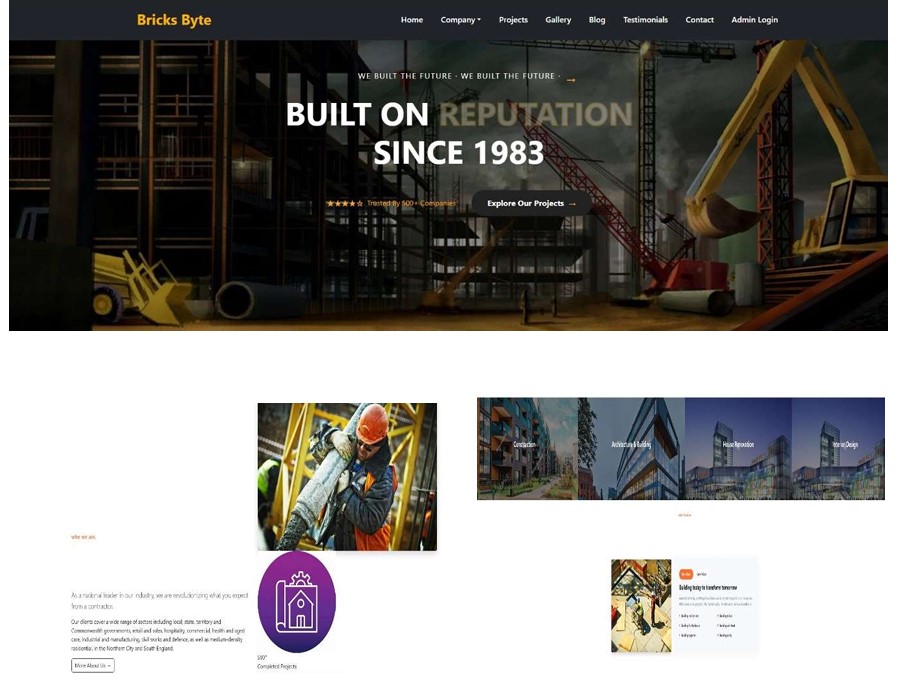 Bricks Byte
Home Company Projects Gallery Blog Testimonials Contact Admin Login
WE BUILT THE FUTURE · WE BUILT THE FUTURE · →
BUILT ON REPUTATION
SINCE 1983
★★★★☆ Trusted By 500+ Companies
Explore Our Projects →
Construction Architecture & Building House Renovation Interior Design
who we are.
As a national leader in our industry, we are revolutionizing what you expect
from a contractor.
Our clients cover a wide range of sectors including local, state, territory and
Commonwealth governments, retail and clubs, hospitality, commercial, health and aged
care, industrial and manufacturing, civil works and defence, as well as medium-density
residential, in the Northern City and South England.
More About Us →
500+
Completed Projects
Building today to transform tomorrow